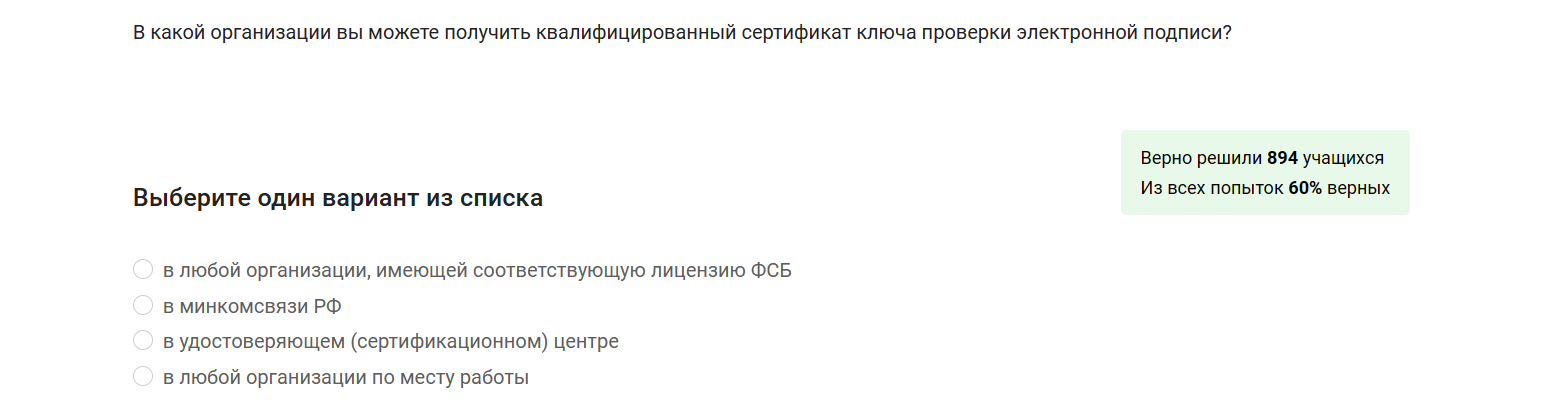 В какой организации вы можете получить квалифицированный сертификат ключа проверки электронной подписи?
Верно решили 894 учащихся
Из всех попыток 60% верных
Выберите один вариант из списка
в любой организации, имеющей соответствующую лицензию ФСБ
в минкомсвязи РФ
в удостоверяющем (сертификационном) центре
в любой организации по месту работы